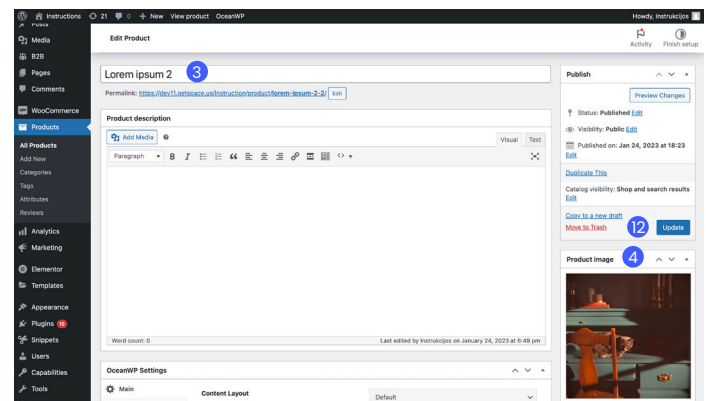 Instructions 21 0 + New View product OceanWP Howdy, Instrukcijos
Posts
Media
B2B
Pages
Comments
WooCommerce
Products
All Products
Add New
Categories
Tags
Attributes
Reviews
Analytics
Marketing
Elementor
Templates
Appearance
Plugins 16
Snippets
Users
Capabilities
Tools
Edit Product
Activity Finish setup
Lorem ipsum 2 3
Permalink: https://dev11.getspace.us/instruction/product/lorem-ipsum-2-2/ Edit
Product description
Add Media
Visual Text
Paragraph B I
Word count: 0 Last edited by Instrukcijos on January 24, 2023 at 6:49 pm
OceanWP Settings
Main
Content Layout Default
Publish
Preview Changes
Status: Published Edit
Visibility: Public Edit
Published on: Jan 24, 2023 at 18:23
Edit
Duplicate This
Catalog visibility: Shop and search results
Edit
Copy to a new draft
Move to Trash 12 Update
Product image 4